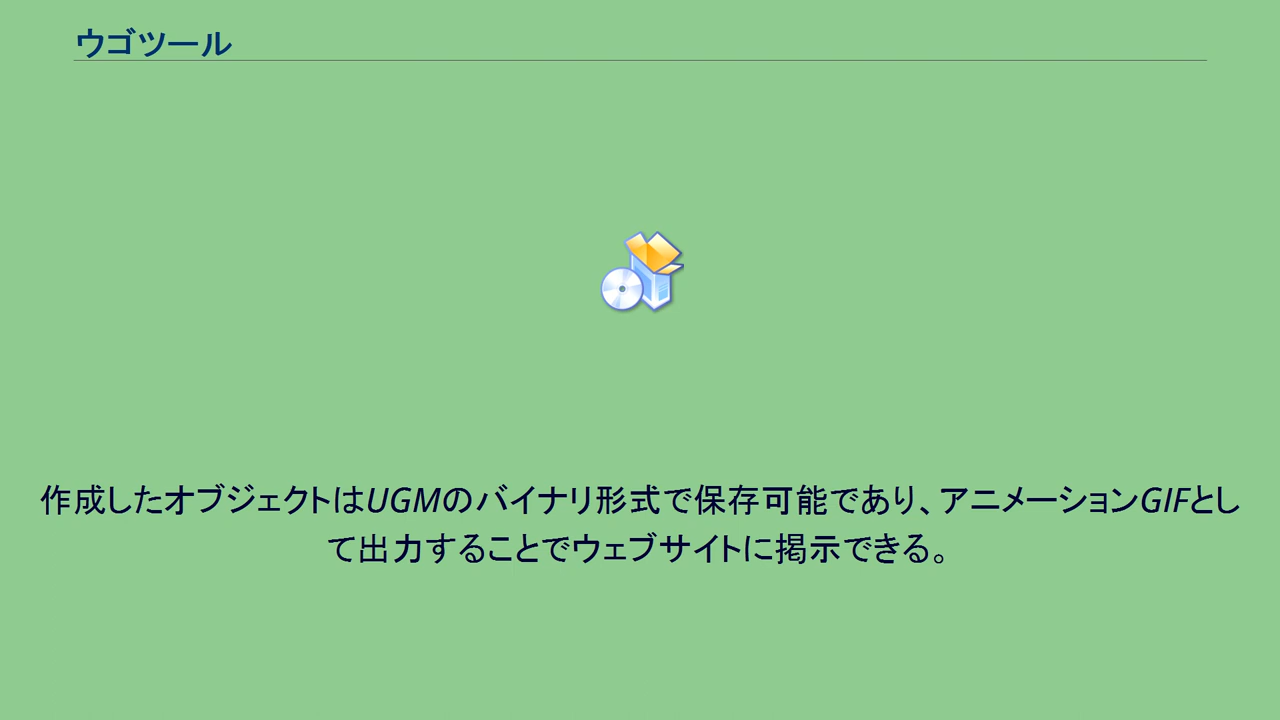 ウゴツール
作成したオブジェクトはUGMのバイナリ形式で保存可能であり、アニメーションGIFとし
て出力することでウェブサイトに掲示できる。